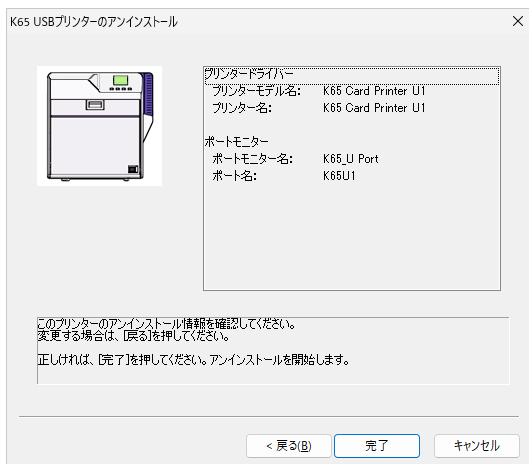 K65 USBプリンターのアンインストール
プリンタードライバー
プリンターモデル名: K65 Card Printer U1
プリンター名: K65 Card Printer U1
ポートモニター
ポートモニター名: K65_U Port
ポート名: K65U1
このプリンターのアンインストール情報を確認してください。
変更する場合は、[戻る]を押してください。
正しければ、[完了]を押してください。アンインストールを開始します。
< 戻る(B) 完了 キャンセル